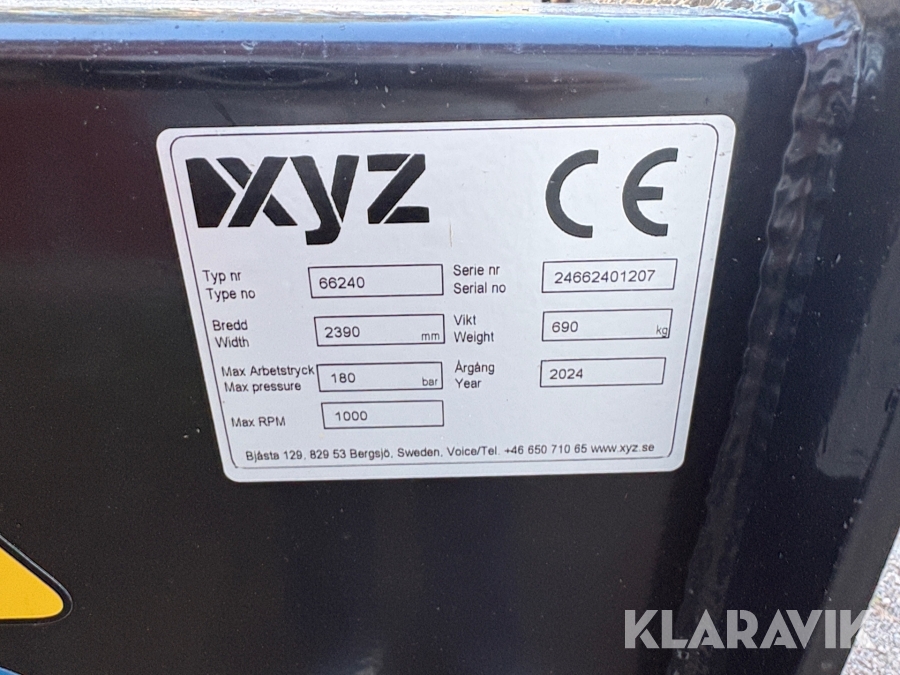 xyz CE
Typ nr
Type no 66240
Serie nr
Serial no 24662401207
Bredd
Width 2390 mm
Vikt
Weight 690 kg
Max Arbetstryck
Max pressure 180 bar
Årgång
Year 2024
Max RPM 1000
Bjåsta 129, 829 53 Bergsjö, Sweden, Voice/Tel. +46 650 710 65 www.xyz.se
KLARAVIK